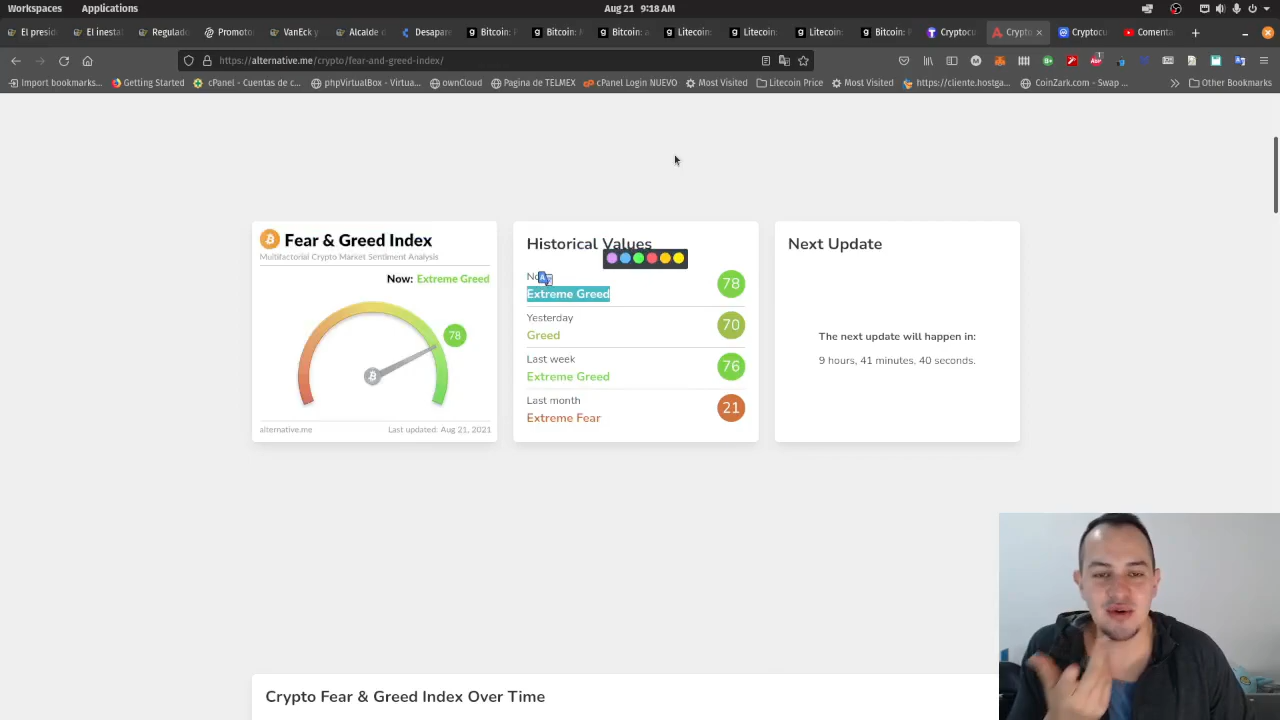 Workspaces Applications Aug 21 9:18 AM
El presid El inestal Regulado Promoto VanEck y Alcalde d Desapare Bitcoin: P Bitcoin: Bitcoin: a Litecoin: Litecoin: Litecoin: Bitcoin: P Cryptocu Crypto Cryptocu Comenta
https://alternative.me/crypto/fear-and-greed-index/
Import bookmarks... Getting Started cPanel - Cuentas de c... phpVirtualBox - Virtua... ownCloud Pagina de TELMEX cPanel Login NUEVO Most Visited Litecoin Price Most Visited https://cliente.hostga... CoinZark.com - Swap ... Other Bookmarks
Fear & Greed Index
Multifactorial Crypto Market Sentiment Analysis
Now: Extreme Greed
78
alternative.me Last updated: Aug 21, 2021
Historical Values
Extreme Greed 78
Yesterday
Greed 70
Last week
Extreme Greed 76
Last month
Extreme Fear 21
Next Update
The next update will happen in:
9 hours, 41 minutes, 40 seconds.
Crypto Fear & Greed Index Over Time